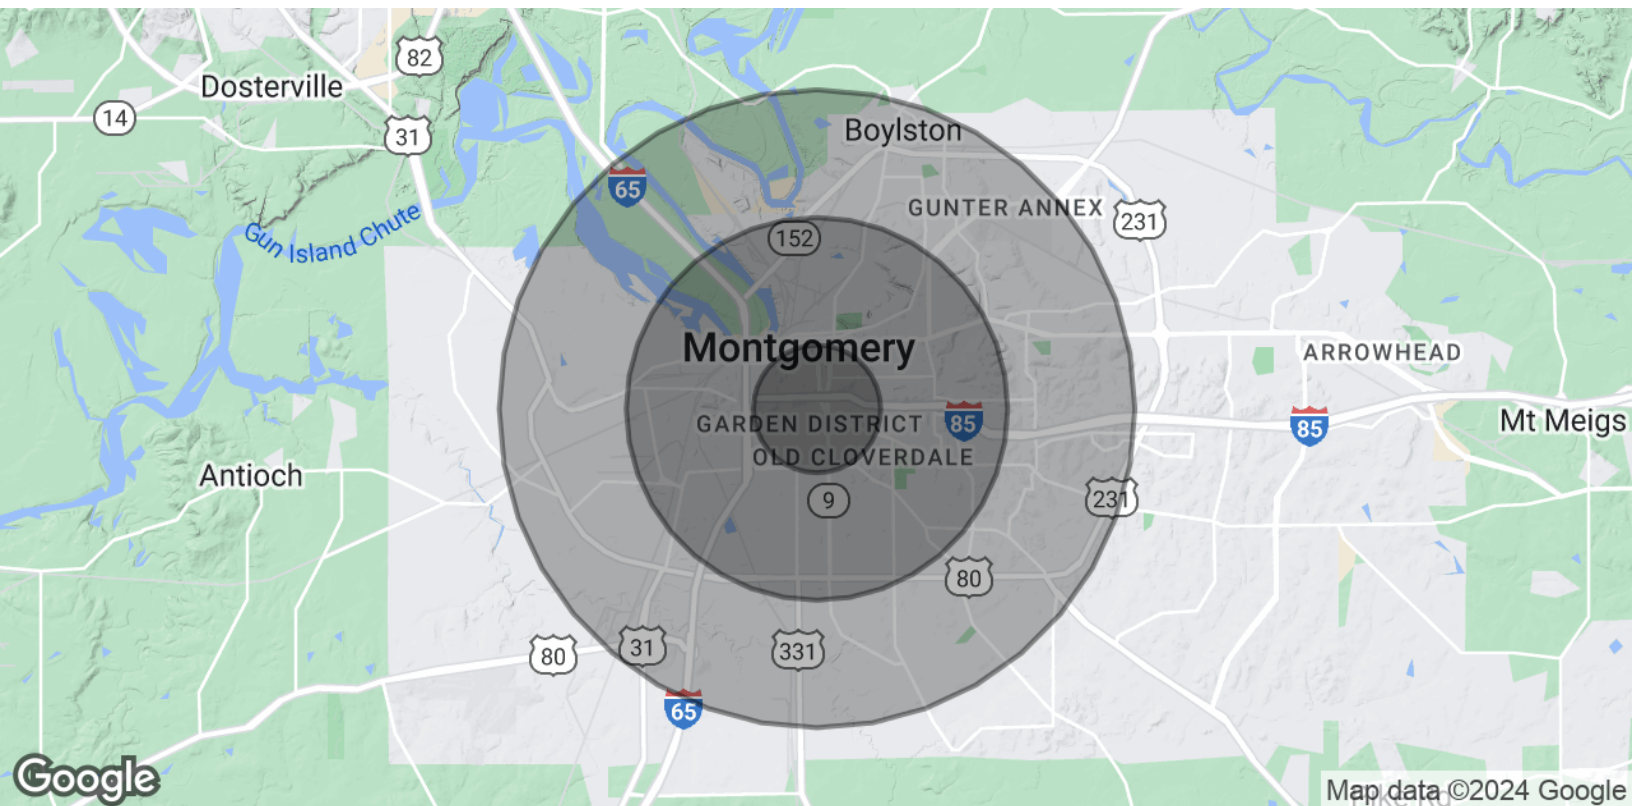 82
Dosterville
14
31
Boylston
65
GUNTER ANNEX
231
Gun Island Chute
152
Montgomery
ARROWHEAD
GARDEN DISTRICT
85
85
Mt Meigs
OLD CLOVERDALE
Antioch
9
231
80
80
31
331
65
Google
Map data ©2024 Google